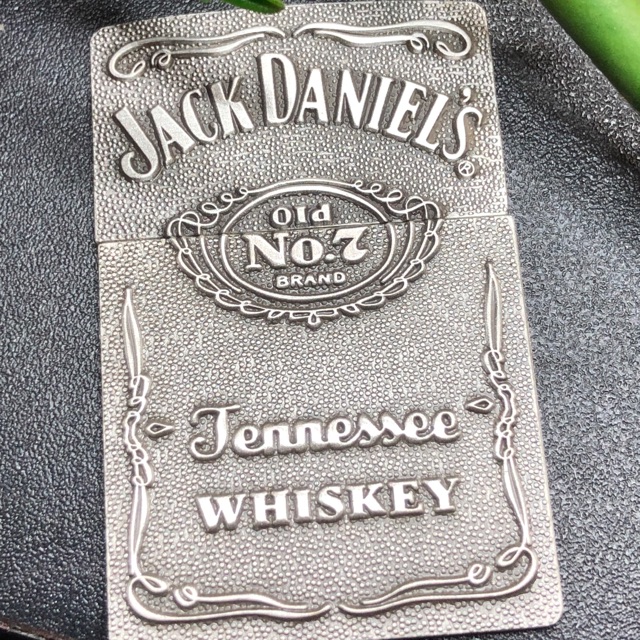 JACK DANIEL'S ®
Old
No.7
BRAND
Tennessee
WHISKEY